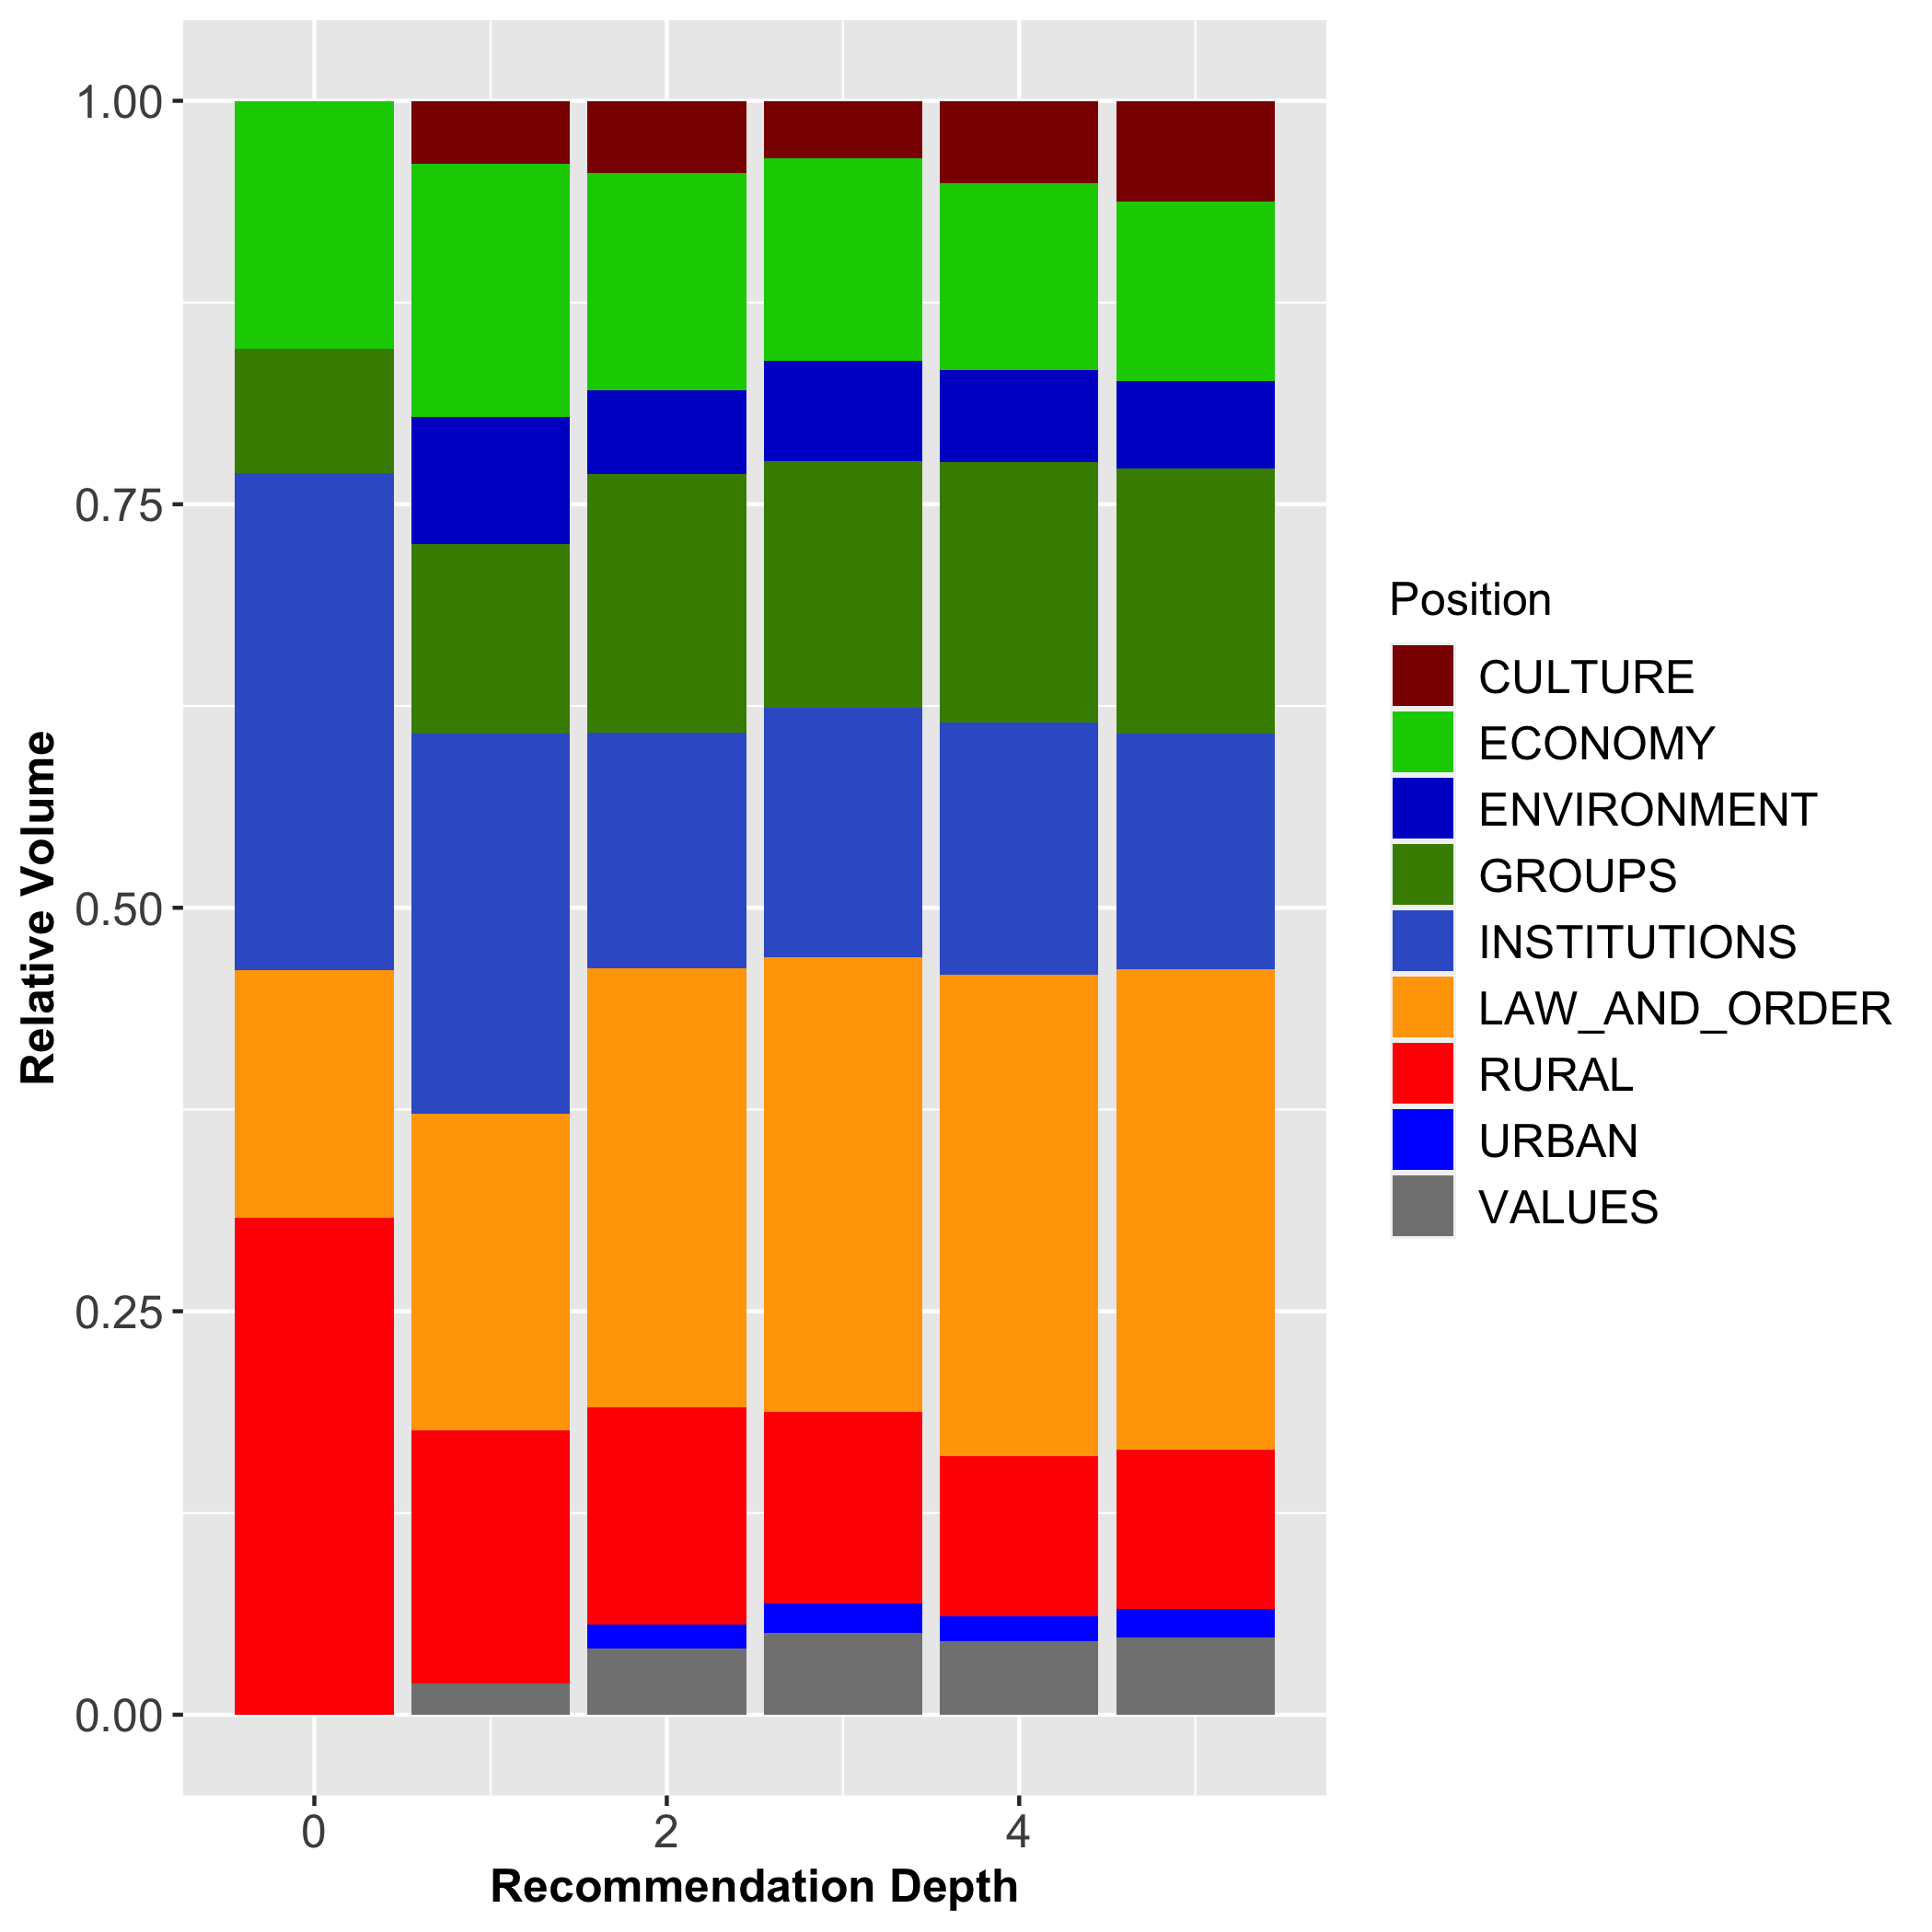 1.00
0.75
0.50
0.25
0.00
Relative Volume
0
2
4
Recommendation Depth
Position
CULTURE
ECONOMY
ENVIRONMENT
GROUPS
INSTITUTIONS
LAW_AND_ORDER
RURAL
URBAN
VALUES